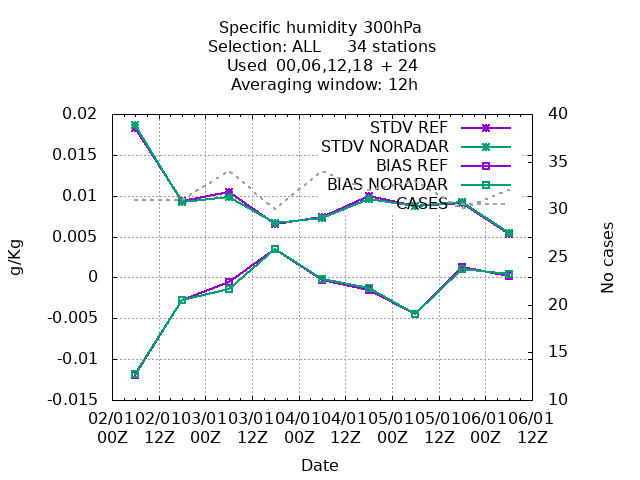 Specific humidity 300hPa
Selection: ALL 34 stations
Used 00,06,12,18 + 24
Averaging window: 12h
0.02
0.015
0.01
0.005
0
-0.005
-0.01
-0.015
g/Kg
40
35
30
25
20
15
10
No cases
STDV REF
STDV NORADAR
BIAS REF
BIAS NORADAR
CASES
02/01 02/01 03/01 03/01 04/01 04/01 05/01 05/01 06/01 06/01
00Z 12Z 00Z 12Z 00Z 12Z 00Z 12Z 00Z 12Z
Date